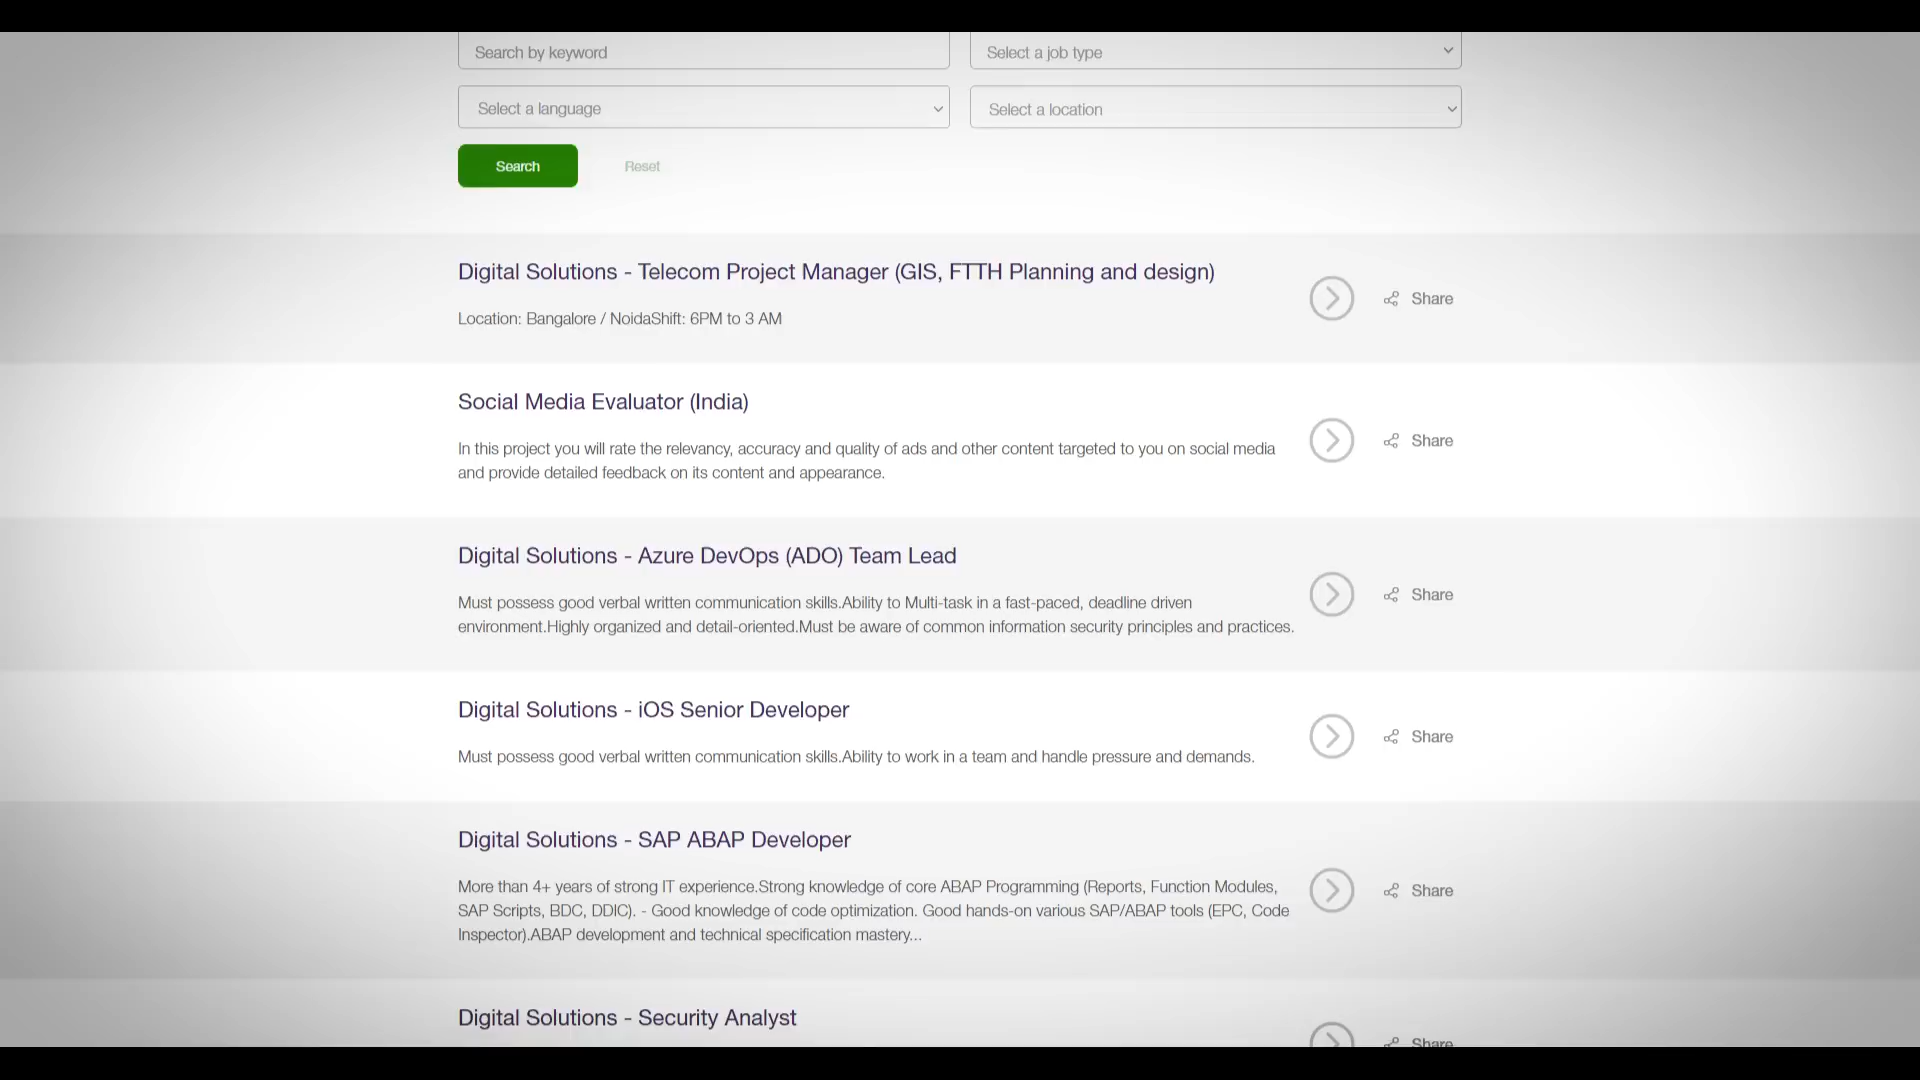 Search by keyword
Select a job type
Select a language
Select a location
Search
Reset
Digital Solutions - Telecom Project Manager (GIS, FTTH Planning and design)
Location: Bangalore / NoidaShift: 6PM to 3 AM
Share
Social Media Evaluator (India)
In this project you will rate the relevancy, accuracy and quality of ads and other content targeted to you on social media
and provide detailed feedback on its content and appearance.
Share
Digital Solutions - Azure DevOps (ADO) Team Lead
Must possess good verbal written communication skills.Ability to Multi-task in a fast-paced, deadline driven
environment.Highly organized and detail-oriented.Must be aware of common information security principles and practices.
Share
Digital Solutions - iOS Senior Developer
Must possess good verbal written communication skills.Ability to work in a team and handle pressure and demands.
Share
Digital Solutions - SAP ABAP Developer
More than 4+ years of strong IT experience.Strong knowledge of core ABAP Programming (Reports, Function Modules,
SAP Scripts, BDC, DDIC). - Good knowledge of code optimization. Good hands-on various SAP/ABAP tools (EPC, Code
Inspector).ABAP development and technical specification mastery...
Share
Digital Solutions - Security Analyst
Share